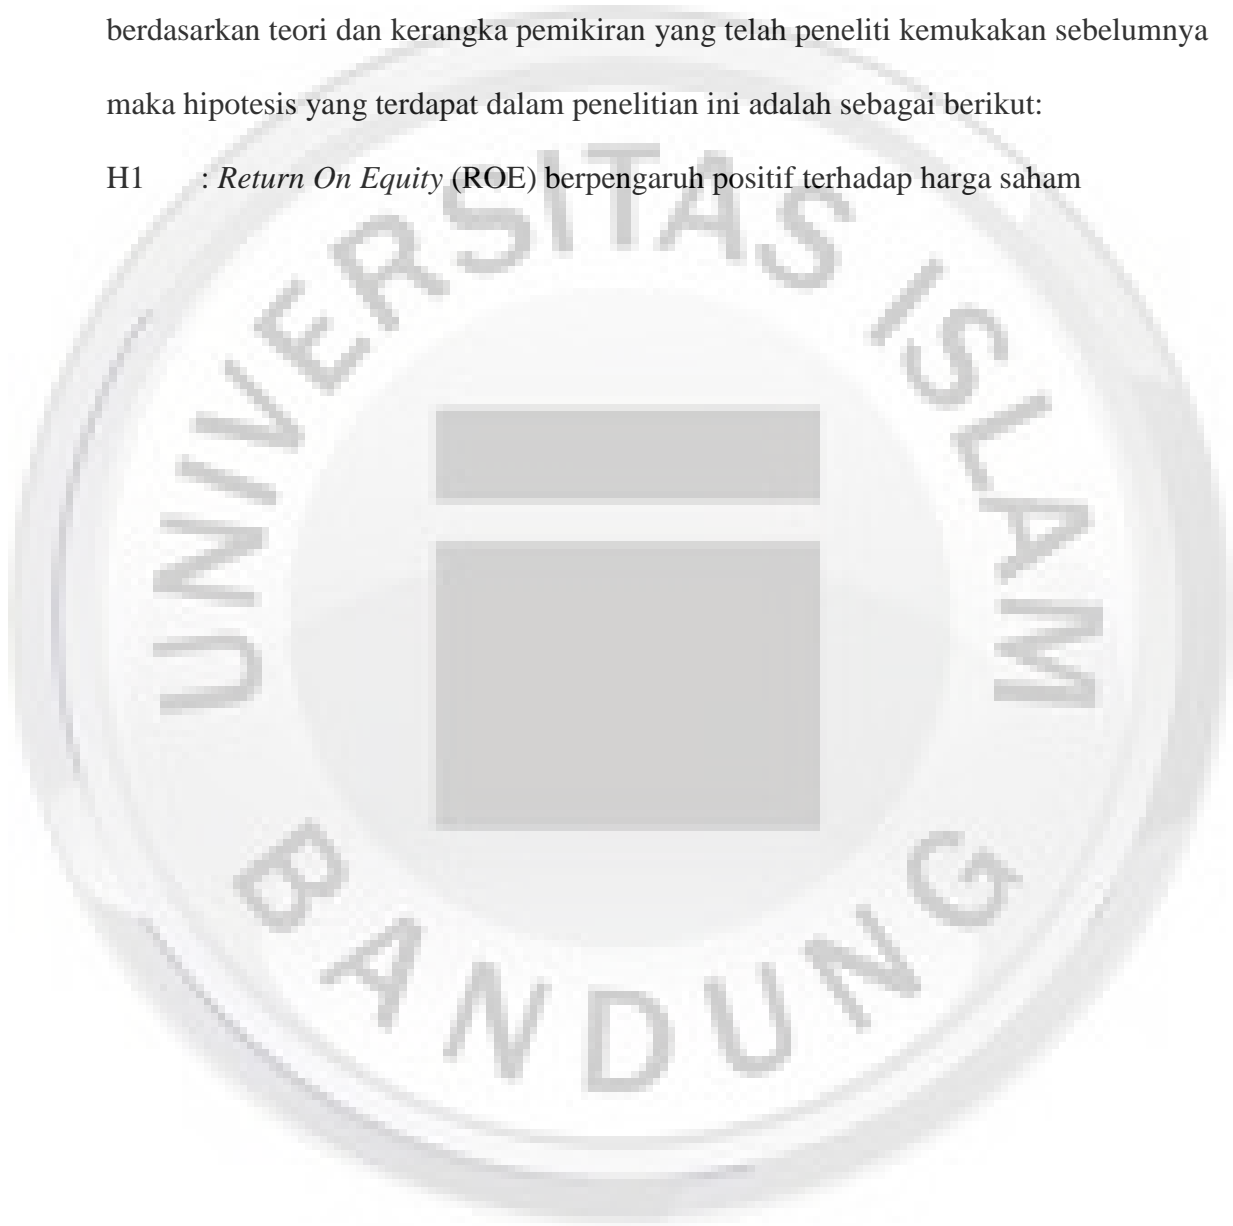 berdasarkan teori dan kerangka pemikiran yang telah peneliti kemukakan sebelumnya
maka hipotesis yang terdapat dalam penelitian ini adalah sebagai berikut:
H1 : Return On Equity (ROE) berpengaruh positif terhadap harga saham
UNIVERSITAS ISLAM
BANDUNG